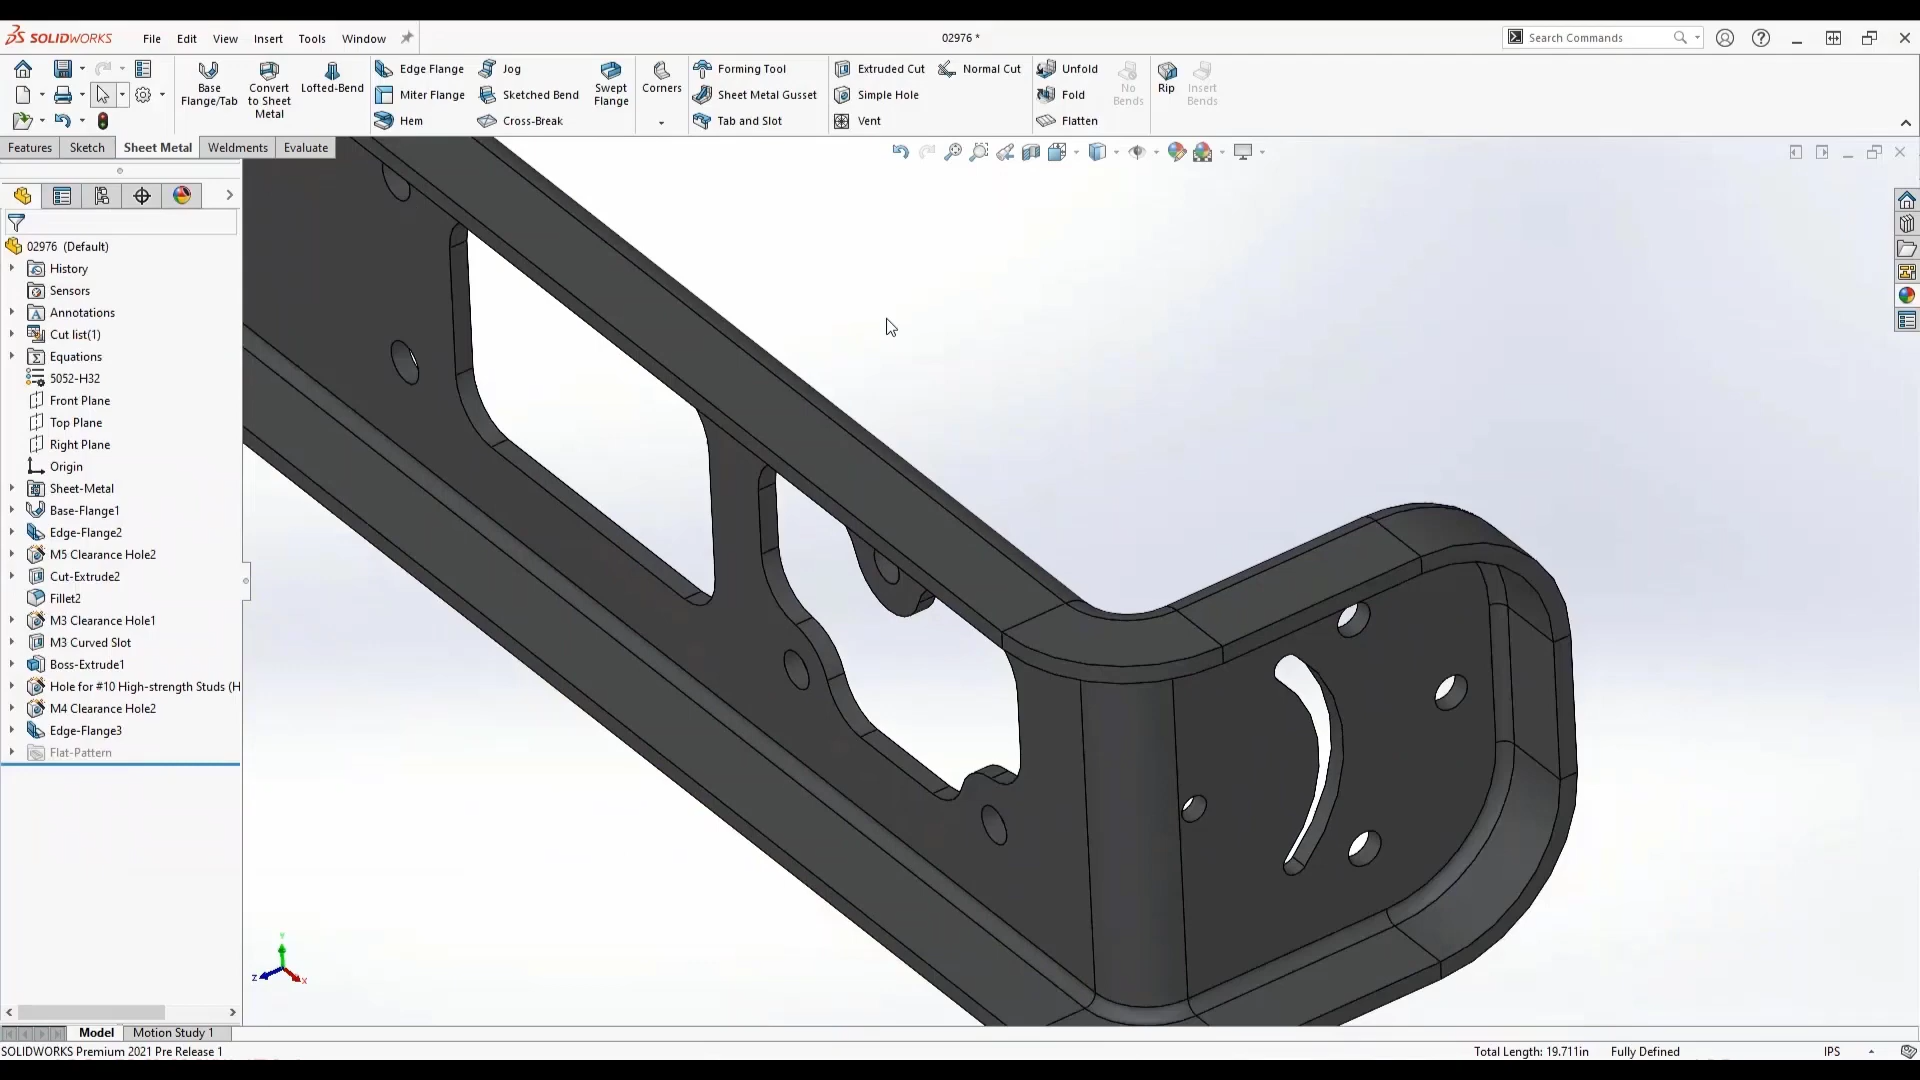 SOLIDWORKS File Edit View Insert Tools Window
02976 *
Search Commands
Base Flange/Tab
Convert to Sheet Metal
Lofted-Bend
Edge Flange
Miter Flange
Hem
Jog
Sketched Bend
Cross-Break
Swept Flange
Corners
Forming Tool
Sheet Metal Gusset
Tab and Slot
Extruded Cut
Simple Hole
Vent
Normal Cut
Unfold
Fold
Flatten
No Bends
Rip
Insert Bends
Features Sketch Sheet Metal Weldments Evaluate
02976 (Default)
History
Sensors
Annotations
Cut list(1)
Equations
5052-H32
Front Plane
Top Plane
Right Plane
Origin
Sheet-Metal
Base-Flange1
Edge-Flange2
M5 Clearance Hole2
Cut-Extrude2
Fillet2
M3 Clearance Hole1
M3 Curved Slot
Boss-Extrude1
Hole for #10 High-strength Studs (H
M4 Clearance Hole2
Edge-Flange3
Flat-Pattern
Y
Z
X
Model Motion Study 1
SOLIDWORKS Premium 2021 Pre Release 1
Total Length: 19.711in Fully Defined IPS